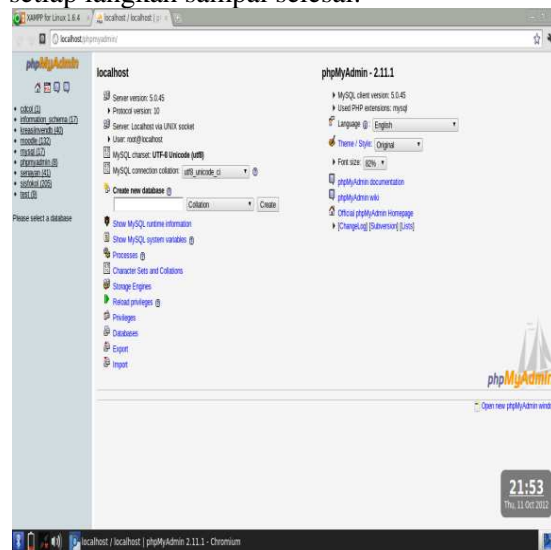 setiap langkah sampai selesai.
XAMPP for Linux 1.6.4
localhost / localhost | p
localhost/phpmyadmin/
phpMyAdmin
cdcol (1)
information_schema (17)
moodle (132)
mysql (17)
phpmyadmin (8)
senayan (41)
test (9)
Please select a database
localhost
Server version: 5.0.45
Protocol version: 10
Server: Localhost via UNIX socket
User: root@localhost
MySQL charset: UTF-8 Unicode (utf8)
MySQL connection collation: utf8_unicode_ci
Create new database
Collation Create
Show MySQL runtime information
Show MySQL system variables
Processes
Character Sets and Collations
Storage Engines
Reload privileges
Privileges
Databases
Export
Import
phpMyAdmin - 2.11.1
MySQL client version: 5.0.45
Used PHP extensions: mysql
Language: English
Theme / Style: Original
Font size: 82%
phpMyAdmin documentation
phpMyAdmin wiki
Official phpMyAdmin Homepage
[ChangeLog] [Subversion] [Lists]
phpMyAdmin
Open new phpMyAdmin wind
21:53
Thu, 11 Oct 2012
localhost / localhost | phpMyAdmin 2.11.1 - Chromium